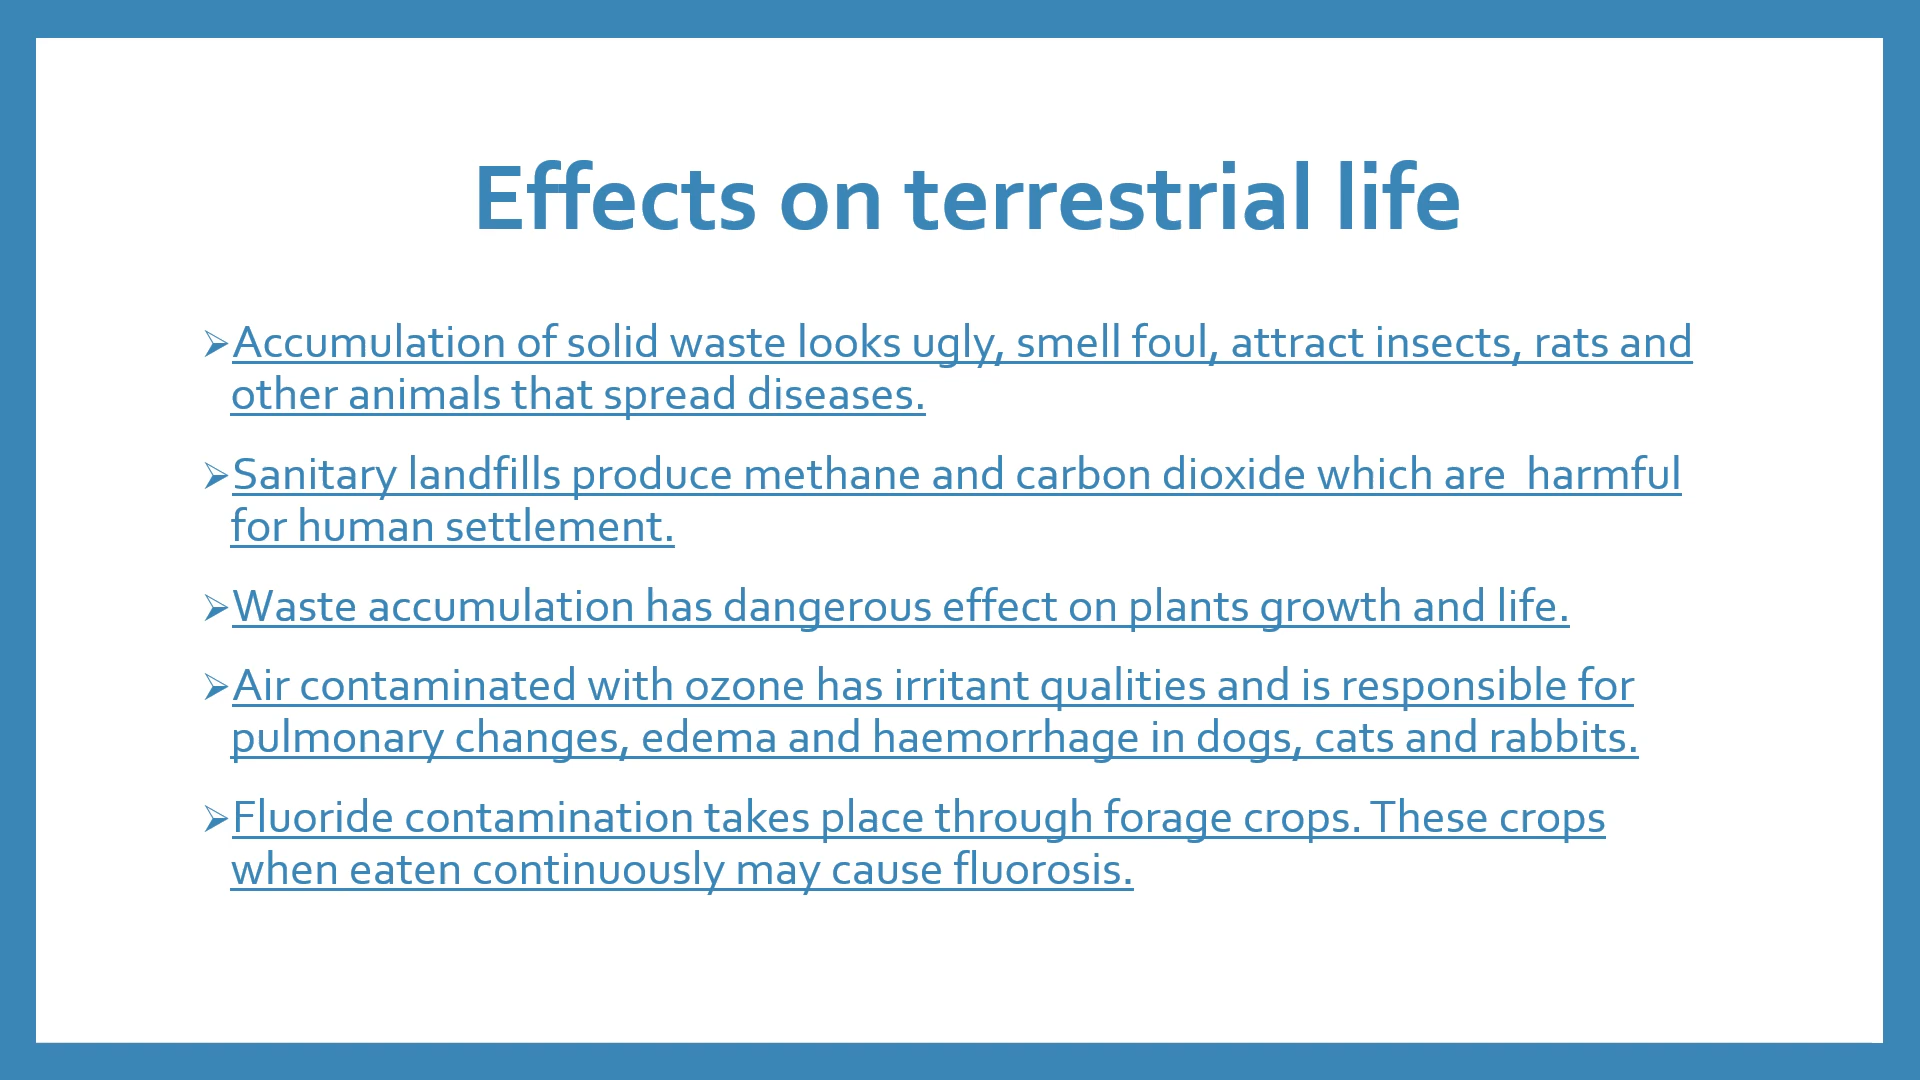 Effects on terrestrial life
➢Accumulation of solid waste looks ugly, smell foul, attract insects, rats and
other animals that spread diseases.
➢Sanitary landfills produce methane and carbon dioxide which are  harmful
for human settlement.
➢Waste accumulation has dangerous effect on plants growth and life.
➢Air contaminated with ozone has irritant qualities and is responsible for
pulmonary changes, edema and haemorrhage in dogs, cats and rabbits.
➢Fluoride contamination takes place through forage crops. These crops
when eaten continuously may cause fluorosis.